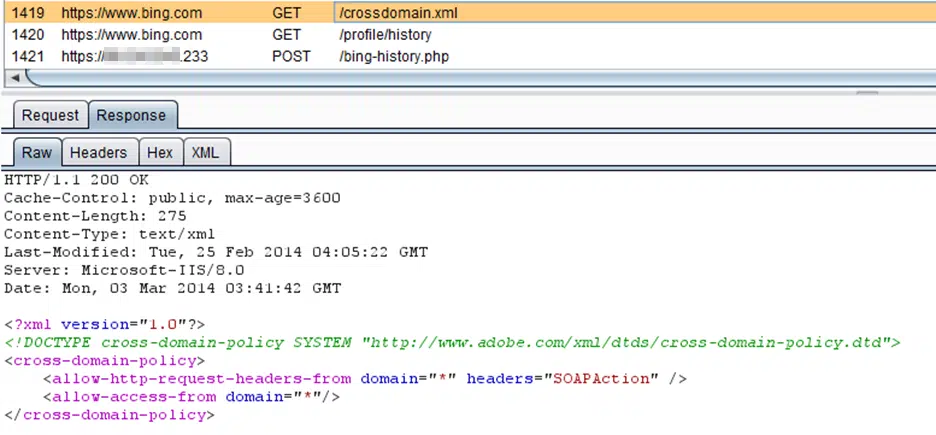 1419 https://www.bing.com GET /crossdomain.xml
1420 https://www.bing.com GET /profile/history
1421 https:// .233 POST /bing-history.php
Request Response
Raw Headers Hex XML
HTTP/1.1 200 OK
Cache-Control: public, max-age=3600
Content-Length: 275
Content-Type: text/xml
Last-Modified: Tue, 25 Feb 2014 04:05:22 GMT
Server: Microsoft-IIS/8.0
Date: Mon, 03 Mar 2014 03:41:42 GMT
<?xml version="1.0"?>
<!DOCTYPE cross-domain-policy SYSTEM "http://www.adobe.com/xml/dtds/cross-domain-policy.dtd">
<cross-domain-policy>
<allow-http-request-headers-from domain="*" headers="SOAPAction" />
<allow-access-from domain="*"/>
</cross-domain-policy>